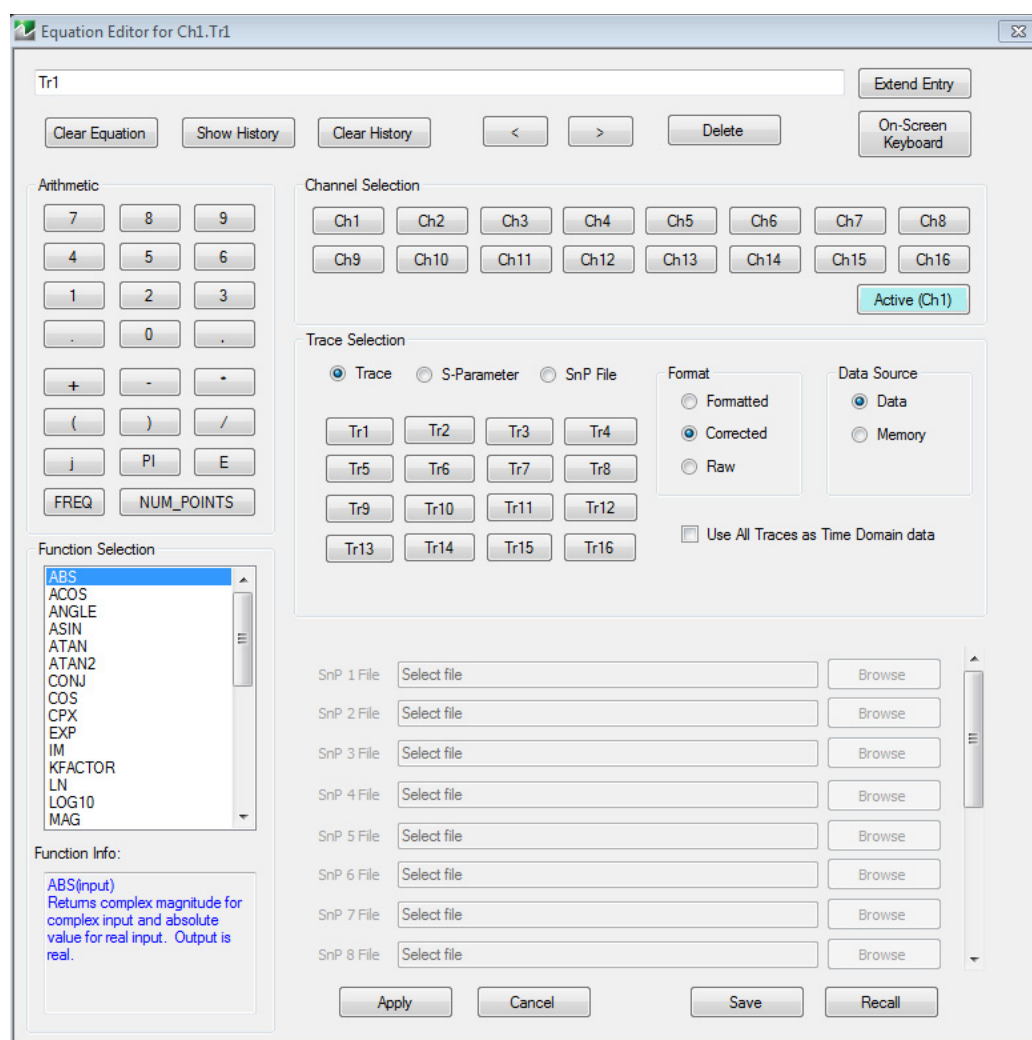 Equation Editor for Ch1.Tr1
Tr1
Extend Entry
Clear Equation Show History Clear History < > Delete On-Screen Keyboard
Arithmetic
7 8 9
4 5 6
1 2 3
. 0 ,
+ - *
( ) /
j PI E
FREQ NUM_POINTS
Channel Selection
Ch1 Ch2 Ch3 Ch4 Ch5 Ch6 Ch7 Ch8
Ch9 Ch10 Ch11 Ch12 Ch13 Ch14 Ch15 Ch16
Active (Ch1)
Trace Selection
Trace S-Parameter SnP File
Tr1 Tr2 Tr3 Tr4
Tr5 Tr6 Tr7 Tr8
Tr9 Tr10 Tr11 Tr12
Tr13 Tr14 Tr15 Tr16
Format
Formatted
Corrected
Raw
Data Source
Data
Memory
Use All Traces as Time Domain data
Function Selection
ABS
ACOS
ANGLE
ASIN
ATAN
ATAN2
CONJ
COS
CPX
EXP
IM
KFACTOR
LN
LOG10
MAG
Function Info:
ABS(input)
Returns complex magnitude for
complex input and absolute
value for real input. Output is
real.
SnP 1 File Select file Browse
SnP 2 File Select file Browse
SnP 3 File Select file Browse
SnP 4 File Select file Browse
SnP 5 File Select file Browse
SnP 6 File Select file Browse
SnP 7 File Select file Browse
SnP 8 File Select file Browse
Apply Cancel Save Recall